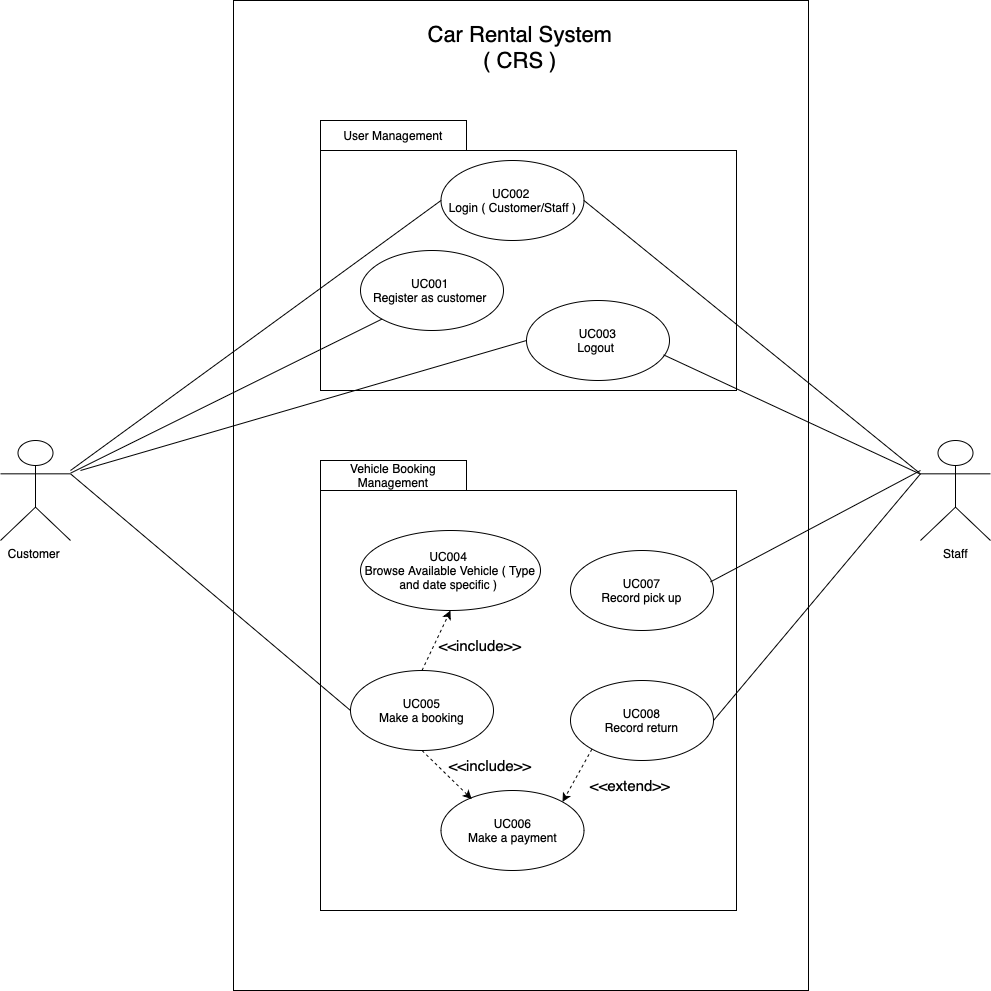 Car Rental System
( CRS )
User Management
UC002
Login ( Customer/Staff )
UC001
Register as customer
UC003
Logout
Customer
Staff
Vehicle Booking
Management
UC004
Browse Available Vehicle ( Type
and date specific )
UC007
Record pick up
<<include>>
UC005
Make a booking
UC008
Record return
<<include>>
<<extend>>
UC006
Make a payment